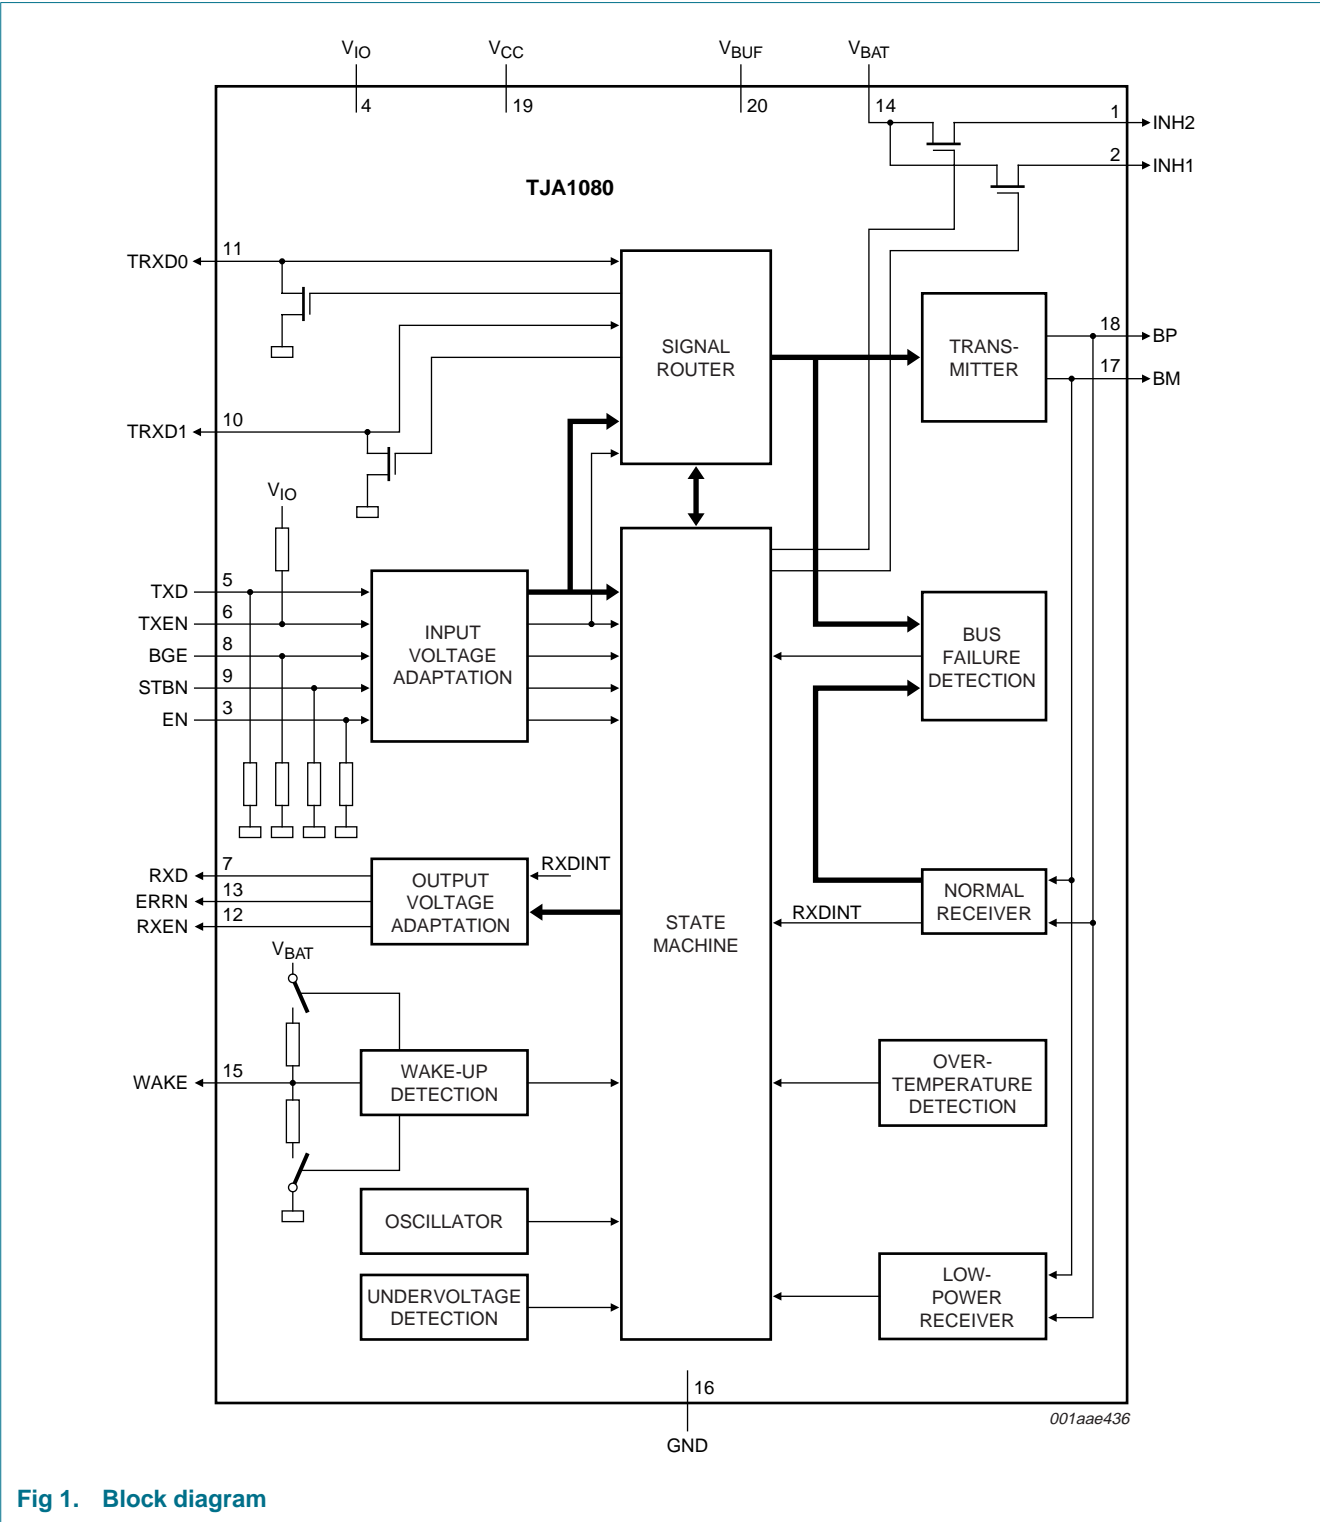 VIO
VCC
VBUF
VBAT
4
19
20
14
1
INH2
2
INH1
TJA1080
11
TRXD0
SIGNAL
ROUTER
TRANS-
MITTER
18
BP
17
BM
10
TRXD1
VIO
5
TXD
6
TXEN
8
BGE
9
STBN
3
EN
INPUT
VOLTAGE
ADAPTATION
BUS
FAILURE
DETECTION
7
RXD
13
ERRN
12
RXEN
OUTPUT
VOLTAGE
ADAPTATION
RXDINT
STATE
MACHINE
RXDINT
NORMAL
RECEIVER
VBAT
15
WAKE
WAKE-UP
DETECTION
OVER-
TEMPERATURE
DETECTION
OSCILLATOR
UNDERVOLTAGE
DETECTION
LOW-
POWER
RECEIVER
16
GND
001aae436
Fig 1. Block diagram